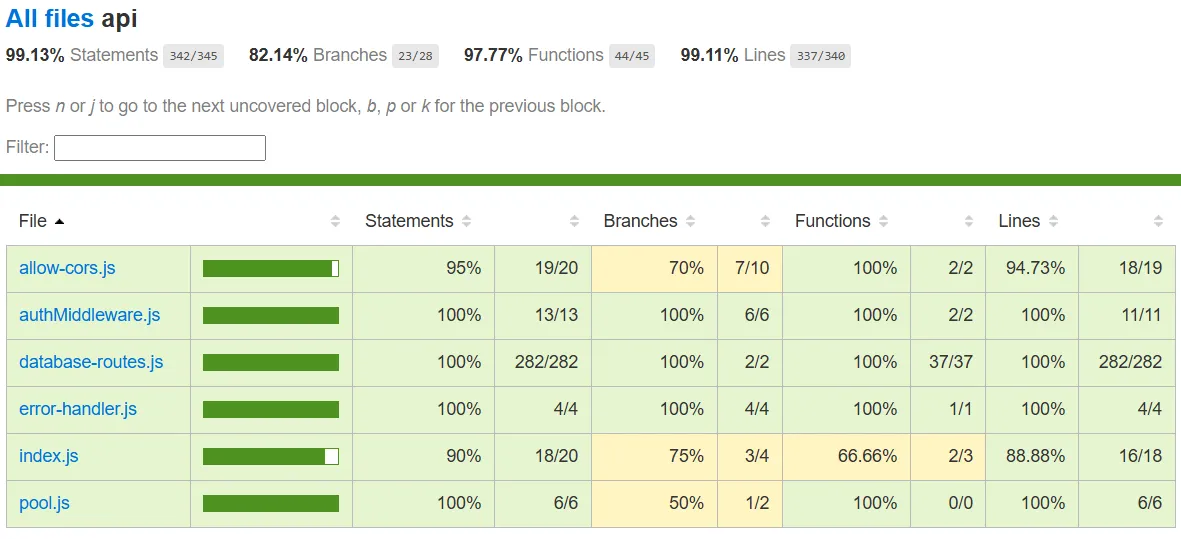 All files api
99.13% Statements 342/345 82.14% Branches 23/28 97.77% Functions 44/45 99.11% Lines 337/340
Press n or j to go to the next uncovered block, b, p or k for the previous block.
Filter:
File Statements Branches Functions Lines
allow-cors.js 95% 19/20 70% 7/10 100% 2/2 94.73% 18/19
authMiddleware.js 100% 13/13 100% 6/6 100% 2/2 100% 11/11
database-routes.js 100% 282/282 100% 2/2 100% 37/37 100% 282/282
error-handler.js 100% 4/4 100% 4/4 100% 1/1 100% 4/4
index.js 90% 18/20 75% 3/4 66.66% 2/3 88.88% 16/18
pool.js 100% 6/6 50% 1/2 100% 0/0 100% 6/6